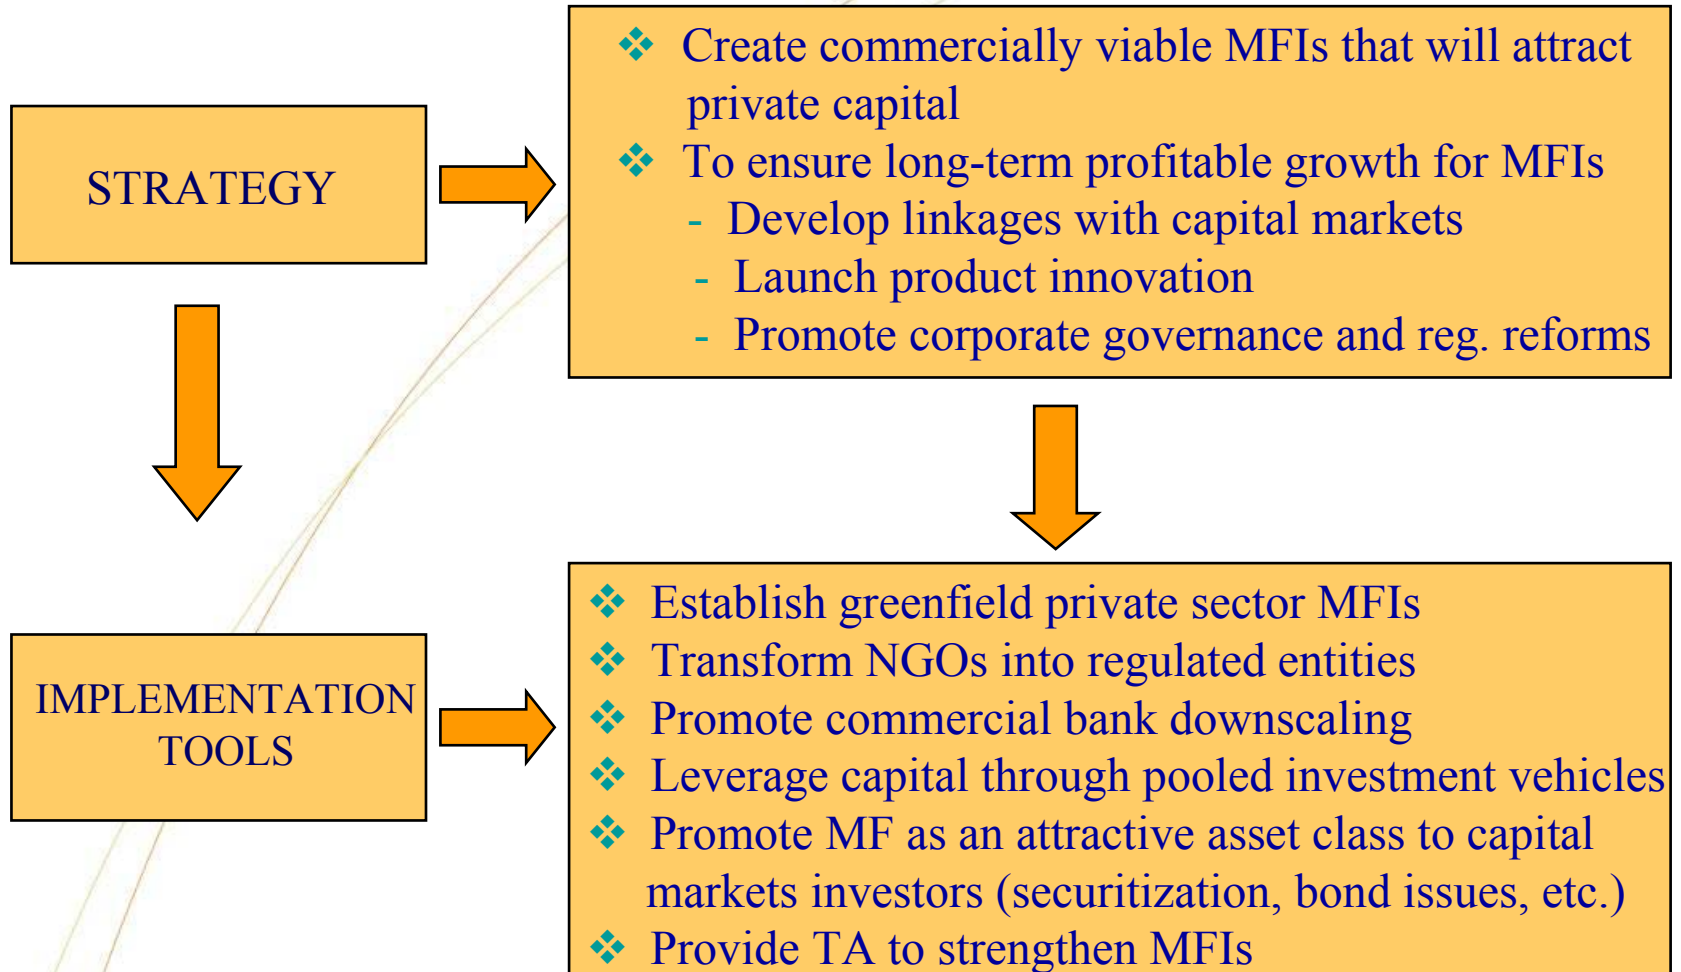 STRATEGY
❖ Create commercially viable MFIs that will attract
private capital
❖ To ensure long-term profitable growth for MFIs
- Develop linkages with capital markets
- Launch product innovation
- Promote corporate governance and reg. reforms
IMPLEMENTATION
TOOLS
❖ Establish greenfield private sector MFIs
❖ Transform NGOs into regulated entities
❖ Promote commercial bank downscaling
❖ Leverage capital through pooled investment vehicles
❖ Promote MF as an attractive asset class to capital
markets investors (securitization, bond issues, etc.)
❖ Provide TA to strengthen MFIs